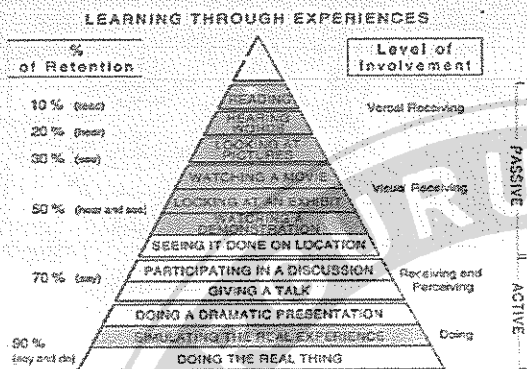 LEARNING THROUGH EXPERIENCES
%
of Retention
Level of
Involvement
10 % (read)
20 % (hear)
30 % (see)
50 % (hear and see)
70 % (say)
90 %
(say and do)
READING
HEARING
WORDS
LOOKING AT
PICTURES
WATCHING A MOVIE
LOOKING AT AN EXHIBIT
WATCHING A
DEMONSTRATION
SEEING IT DONE ON LOCATION
PARTICIPATING IN A DISCUSSION
GIVING A TALK
DOING A DRAMATIC PRESENTATION
SIMULATING THE REAL EXPERIENCE
DOING THE REAL THING
Verbal Receiving
Visual Receiving
Receiving and
Perceiving
Doing
PASSIVE
ACTIVE